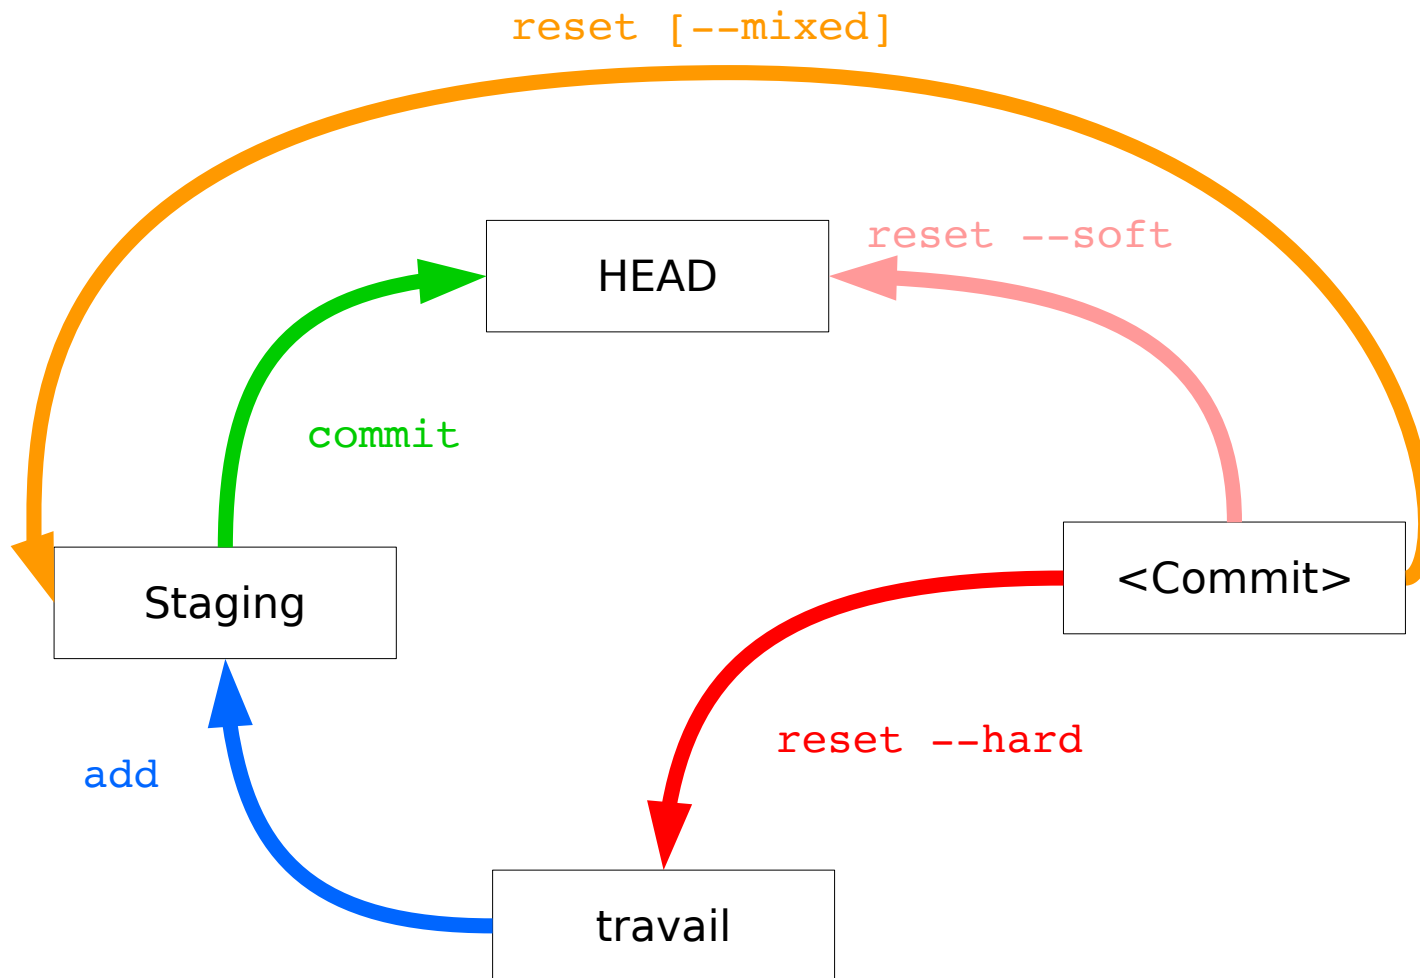 reset [--mixed]
reset --soft
HEAD
commit
<Commit>
Staging
reset --hard
add
travail